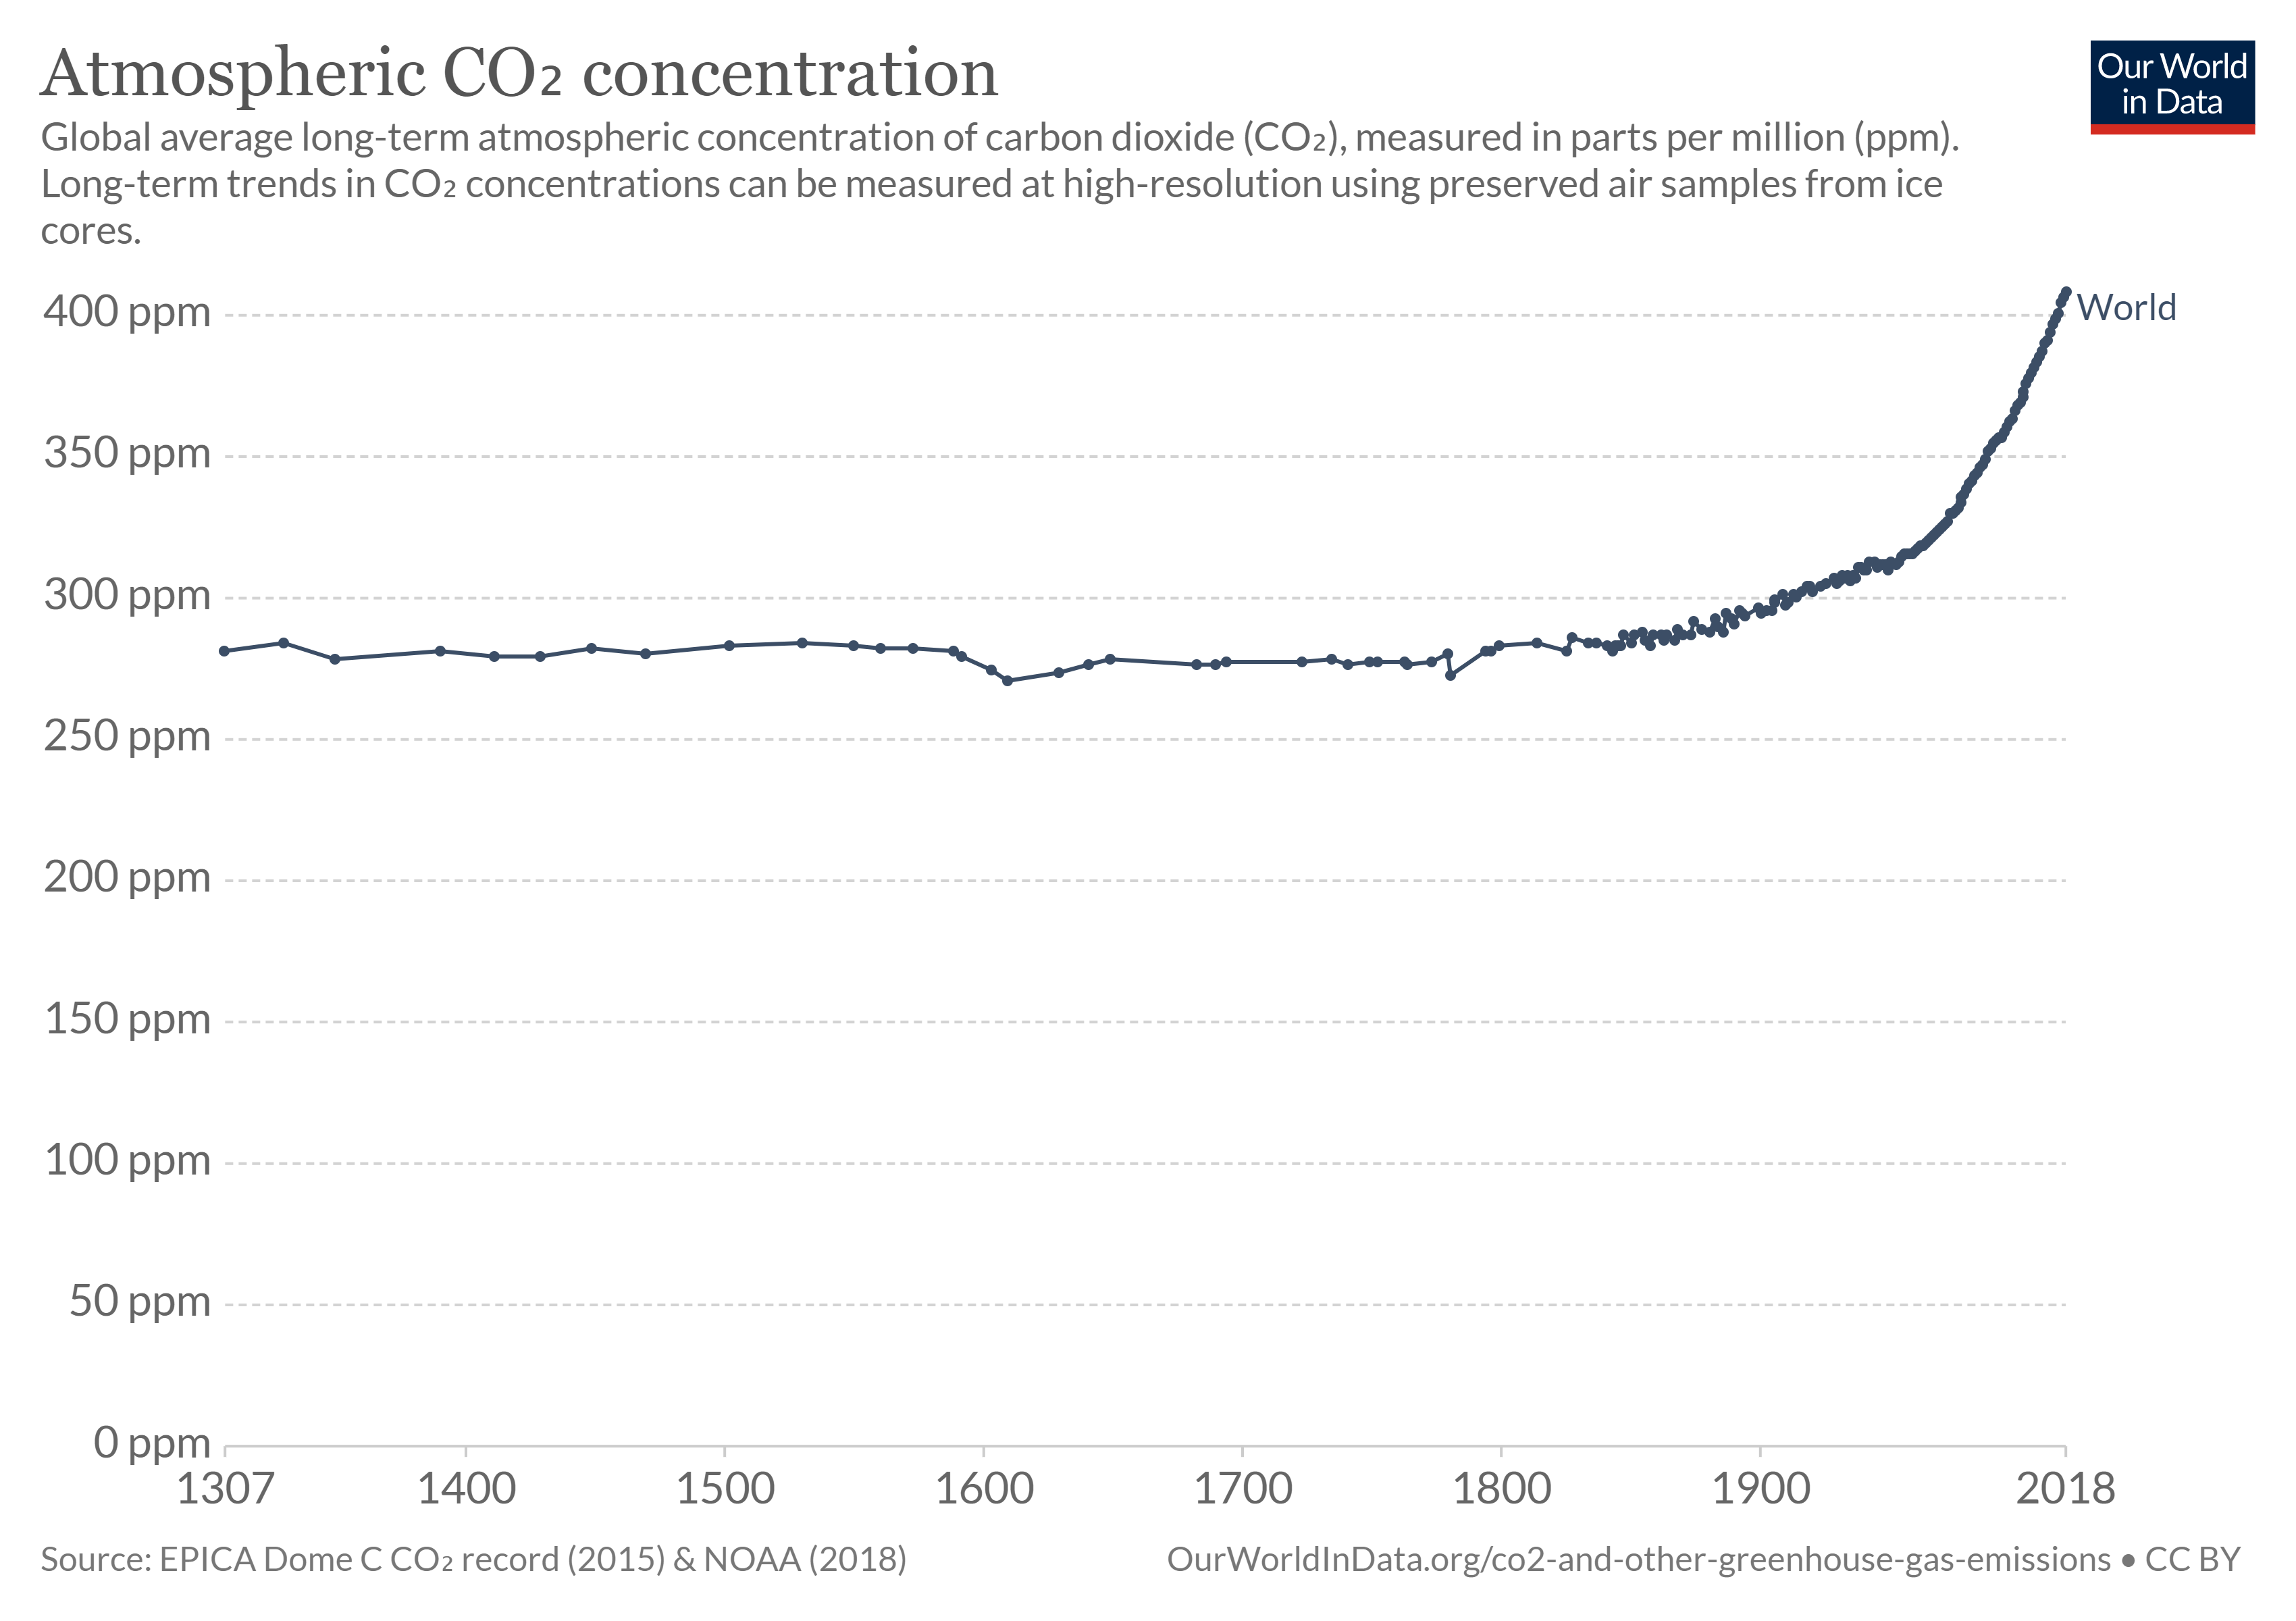 Atmospheric CO₂ concentration
Our World
in Data
Global average long-term atmospheric concentration of carbon dioxide (CO₂), measured in parts per million (ppm).
Long-term trends in CO₂ concentrations can be measured at high-resolution using preserved air samples from ice
cores.
400 ppm
World
350 ppm
300 ppm
250 ppm
200 ppm
150 ppm
100 ppm
50 ppm
0 ppm
1307 1400 1500 1600 1700 1800 1900 2018
Source: EPICA Dome C CO₂ record (2015) & NOAA (2018)
OurWorldInData.org/co2-and-other-greenhouse-gas-emissions • CC BY